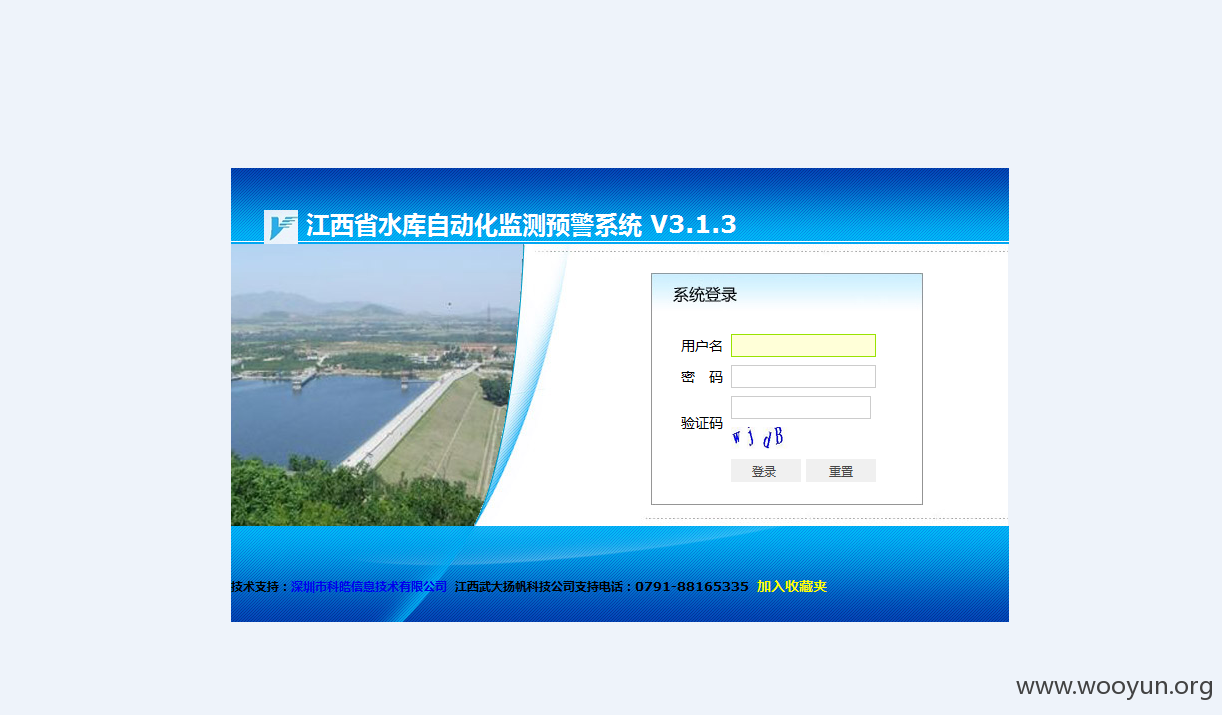 江西省水库自动化监测预警系统 V3.1.3
系统登录
用户名
密 码
验证码
wjdB
登录 重置
技术支持：深圳市科皓信息技术有限公司 江西武大扬帆科技公司支持电话：0791-88165335 加入收藏夹
www.wooyun.org